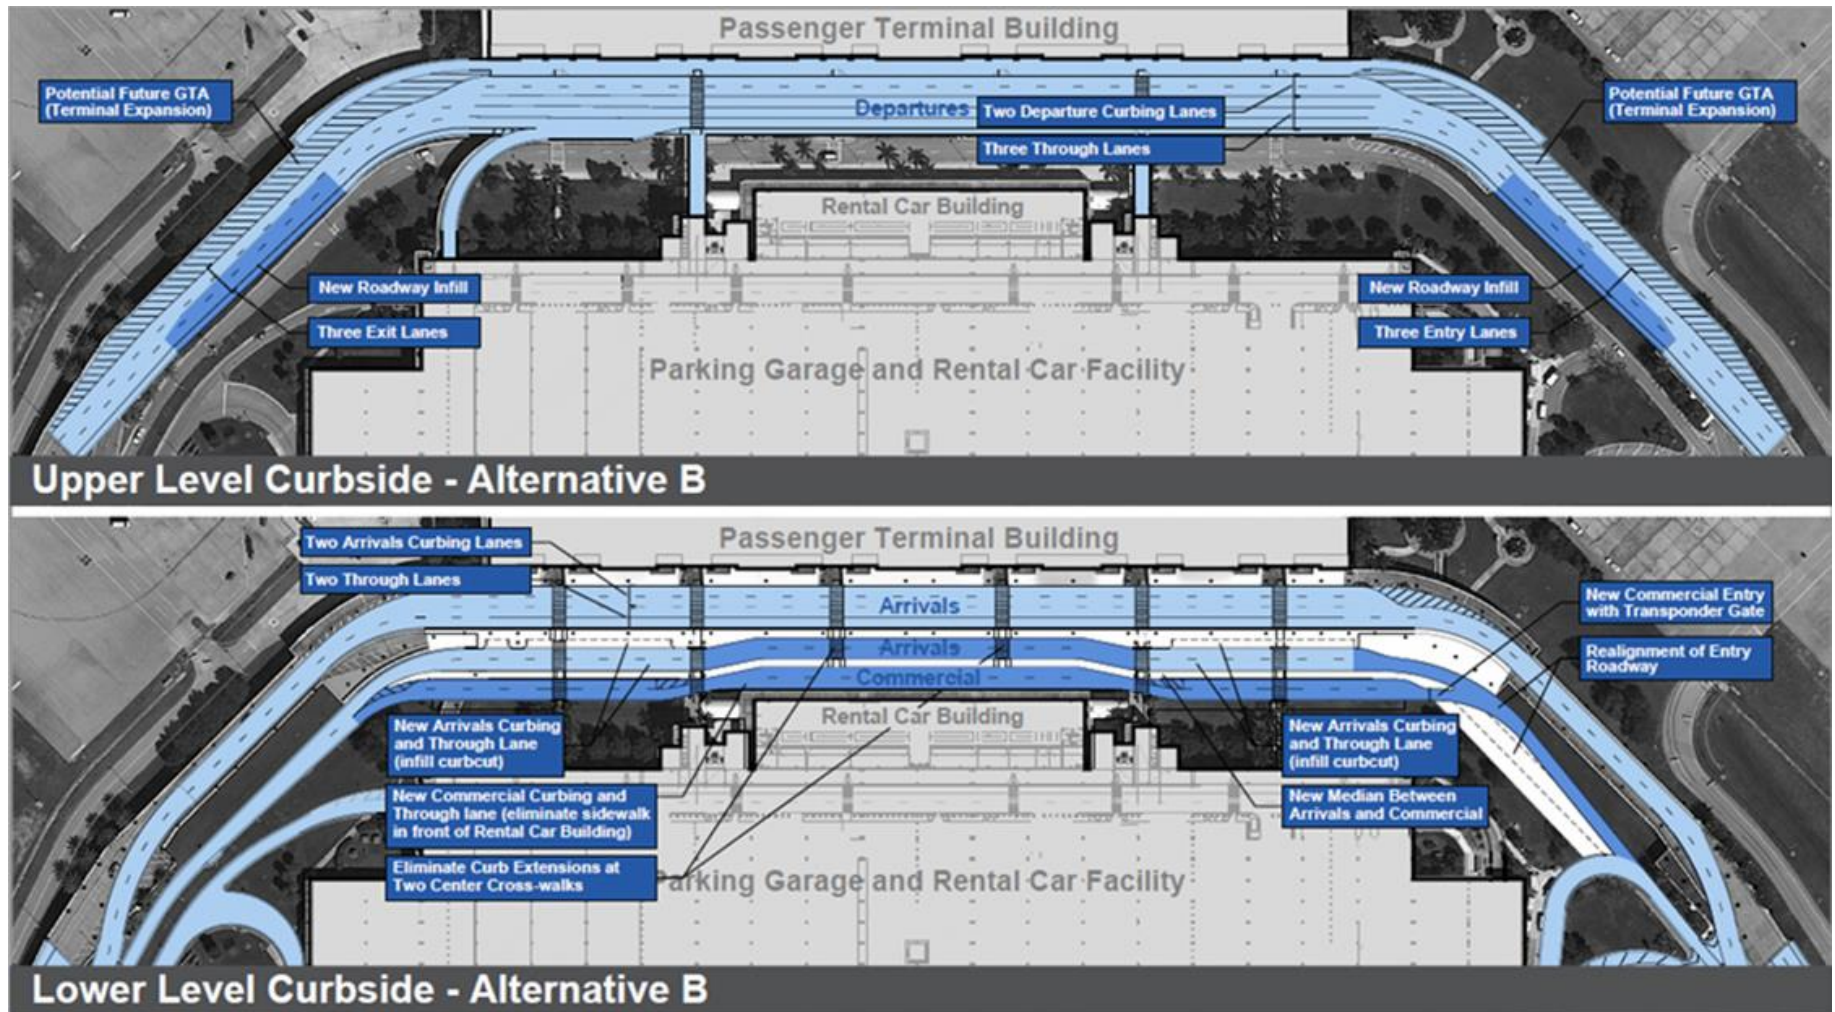 Passenger Terminal Building
Potential Future GTA
(Terminal Expansion)
Departures
Two Departure Curbing Lanes
Three Through Lanes
Potential Future GTA
(Terminal Expansion)
Rental Car Building
New Roadway Infill
Three Exit Lanes
New Roadway Infill
Three Entry Lanes
Parking Garage and Rental Car Facility
Upper Level Curbside - Alternative B
Passenger Terminal Building
Two Arrivals Curbing Lanes
Two Through Lanes
Arrivals
New Commercial Entry
with Transponder Gate
Arrivals
Realignment of Entry
Roadway
Commercial
Rental Car Building
New Arrivals Curbing
and Through Lane
(infill curbcut)
New Arrivals Curbing
and Through Lane
(infill curbcut)
New Commercial Curbing and
Through lane (eliminate sidewalk
in front of Rental Car Building)
New Median Between
Arrivals and Commercial
Eliminate Curb Extensions at
Two Center Cross-walks
Parking Garage and Rental Car Facility
Lower Level Curbside - Alternative B